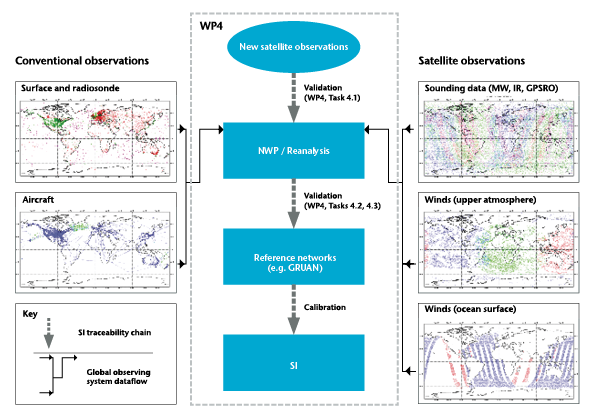 WP4
New satellite observations
Conventional observations
Satellite observations
Surface and radiosonde
Validation
(WP4, Task 4.1)
Sounding data (MW, IR, GPSRO)
NWP / Reanalysis
Aircraft
Validation
(WP4, Tasks 4.2, 4.3)
Winds (upper atmosphere)
Reference networks
(e.g. GRUAN)
Key
SI traceability chain
Global observing
system dataflow
Calibration
Winds (ocean surface)
SI